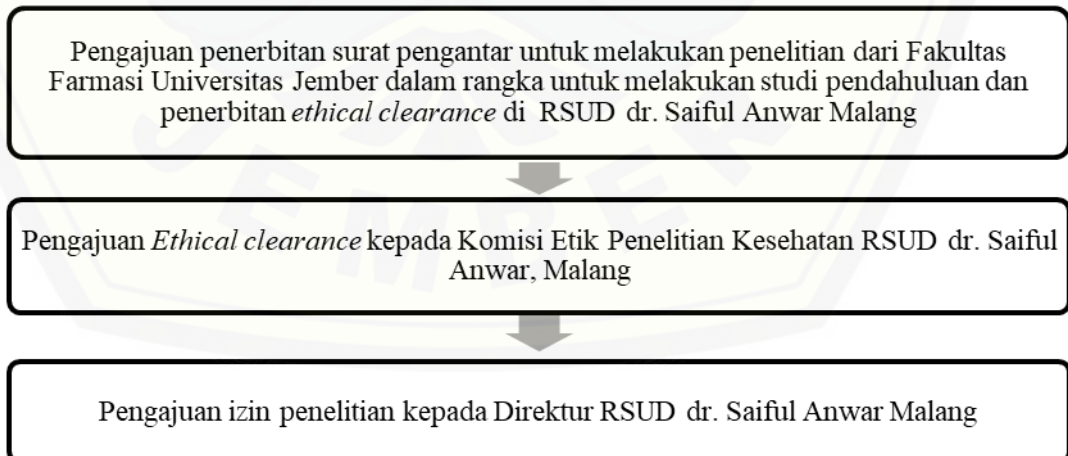 Pengajuan penerbitan surat pengantar untuk melakukan penelitian dari Fakultas
Farmasi Universitas Jember dalam rangka untuk melakukan studi pendahuluan dan
penerbitan ethical clearance di RSUD dr. Saiful Anwar Malang
Pengajuan Ethical clearance kepada Komisi Etik Penelitian Kesehatan RSUD dr. Saiful
Anwar, Malang
Pengajuan izin penelitian kepada Direktur RSUD dr. Saiful Anwar Malang
JEMBER